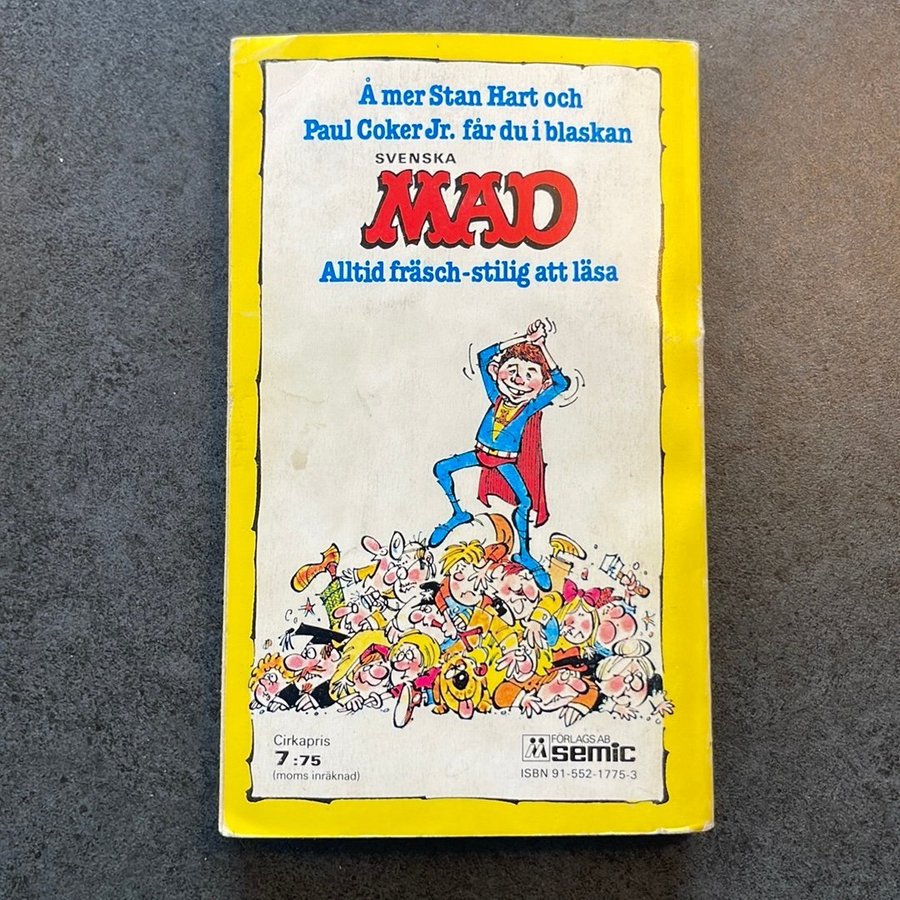 Å mer Stan Hart och
Paul Coker Jr. får du i blaskan
SVENSKA
MAD
Alltid fräsch-stilig att läsa
Cirkapris
7:75
(moms inräknad)
FÖRLAGS AB
semic
ISBN 91-552-1775-3